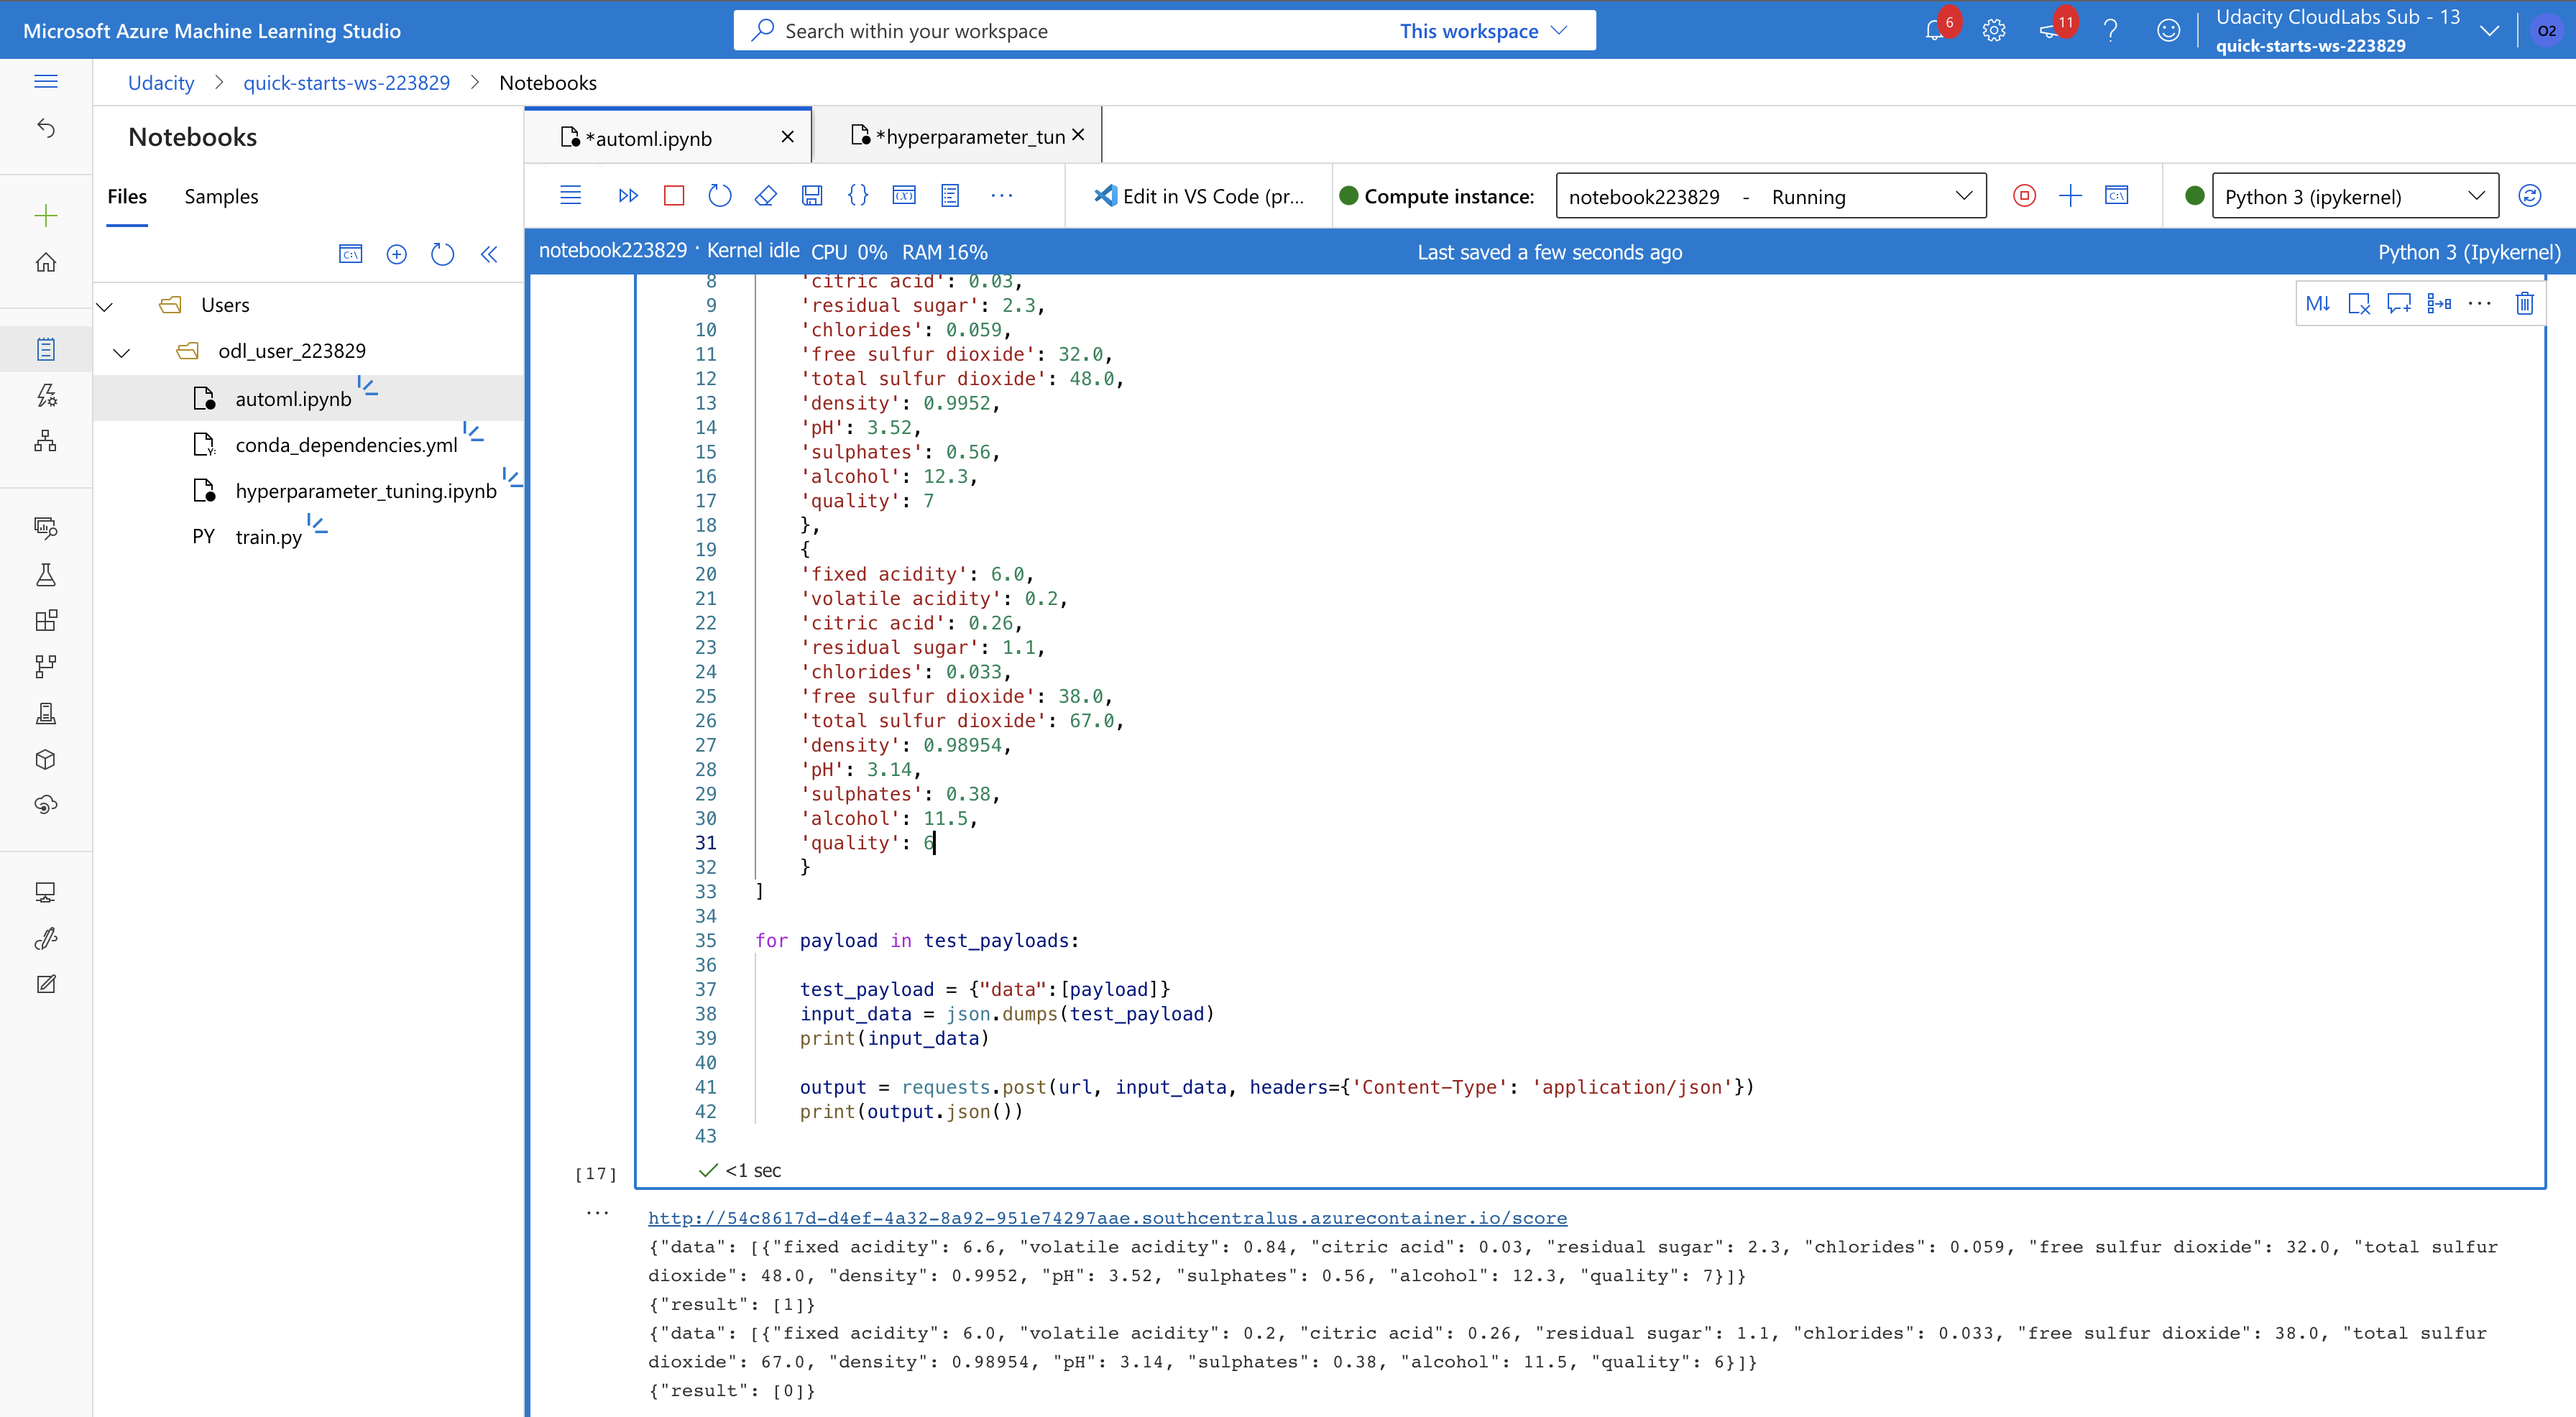 Microsoft Azure Machine Learning Studio
Search within your workspace
This workspace
6
11
Udacity CloudLabs Sub - 13
quick-starts-ws-223829
O2
Udacity > quick-starts-ws-223829 > Notebooks
Notebooks
Files
Samples
Users
odl_user_223829
automl.ipynb
conda_dependencies.yml
hyperparameter_tuning.ipynb
PY train.py
*automl.ipynb
*hyperparameter_tun
Edit in VS Code (pr...
Compute instance:
notebook223829 - Running
Python 3 (ipykernel)
notebook223829 · Kernel idle CPU 0% RAM 16%
Last saved a few seconds ago
Python 3 (Ipykernel)
8 'citric acid': 0.03,
9 'residual sugar': 2.3,
10 'chlorides': 0.059,
11 'free sulfur dioxide': 32.0,
12 'total sulfur dioxide': 48.0,
13 'density': 0.9952,
14 'pH': 3.52,
15 'sulphates': 0.56,
16 'alcohol': 12.3,
17 'quality': 7
18 },
19 {
20 'fixed acidity': 6.0,
21 'volatile acidity': 0.2,
22 'citric acid': 0.26,
23 'residual sugar': 1.1,
24 'chlorides': 0.033,
25 'free sulfur dioxide': 38.0,
26 'total sulfur dioxide': 67.0,
27 'density': 0.98954,
28 'pH': 3.14,
29 'sulphates': 0.38,
30 'alcohol': 11.5,
31 'quality': 6
32 }
33 ]
34
35 for payload in test_payloads:
36
37 test_payload = {"data":[payload]}
38 input_data = json.dumps(test_payload)
39 print(input_data)
40
41 output = requests.post(url, input_data, headers={'Content-Type': 'application/json'})
42 print(output.json())
43
[17]
<1 sec
http://54c8617d-d4ef-4a32-8a92-951e74297aae.southcentralus.azurecontainer.io/score
{"data": [{"fixed acidity": 6.6, "volatile acidity": 0.84, "citric acid": 0.03, "residual sugar": 2.3, "chlorides": 0.059, "free sulfur dioxide": 32.0, "total sulfur
dioxide": 48.0, "density": 0.9952, "pH": 3.52, "sulphates": 0.56, "alcohol": 12.3, "quality": 7}]}
{"result": [1]}
{"data": [{"fixed acidity": 6.0, "volatile acidity": 0.2, "citric acid": 0.26, "residual sugar": 1.1, "chlorides": 0.033, "free sulfur dioxide": 38.0, "total sulfur
dioxide": 67.0, "density": 0.98954, "pH": 3.14, "sulphates": 0.38, "alcohol": 11.5, "quality": 6}]}
{"result": [0]}